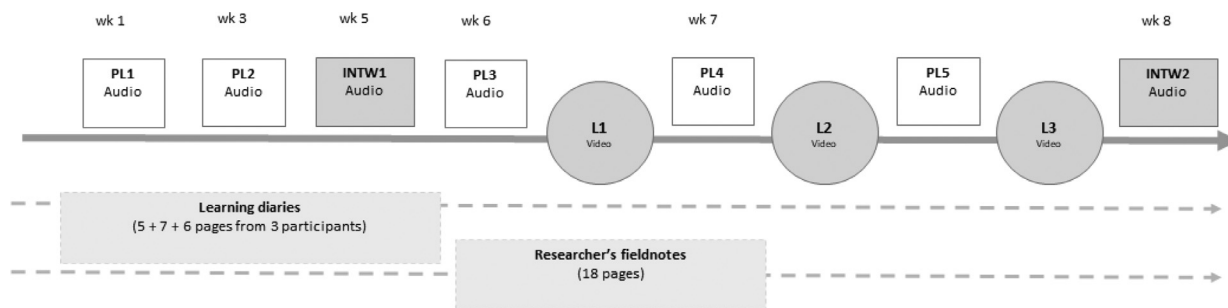 wk 1
wk 3
wk 5
wk 6
wk 7
wk 8
PL1
Audio
PL2
Audio
INTW1
Audio
PL3
Audio
L1
Video
PL4
Audio
L2
Video
PL5
Audio
L3
Video
INTW2
Audio
Learning diaries
(5 + 7 + 6 pages from 3 participants)
Researcher's fieldnotes
(18 pages)